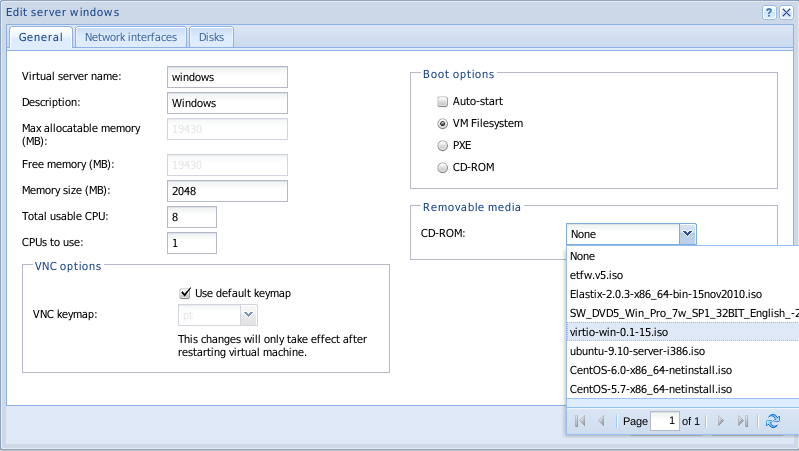 Edit server windows
General Network interfaces Disks
Virtual server name: windows
Description: Windows
Max allocatable memory (MB): 19430
Free memory (MB): 19430
Memory size (MB): 2048
Total usable CPU: 8
CPUs to use: 1
VNC options
Use default keymap
VNC keymap: pt
This changes will only take effect after
restarting virtual machine.
Boot options
Auto-start
VM Filesystem
PXE
CD-ROM
Removable media
CD-ROM: None
None
etfw.v5.iso
Elastix-2.0.3-x86_64-bin-15nov2010.iso
SW_DVD5_Win_Pro_7w_SP1_32BIT_English_-2
virtio-win-0.1-15.iso
ubuntu-9.10-server-i386.iso
CentOS-6.0-x86_64-netinstall.iso
CentOS-5.7-x86_64-netinstall.iso
Page 1 of 1